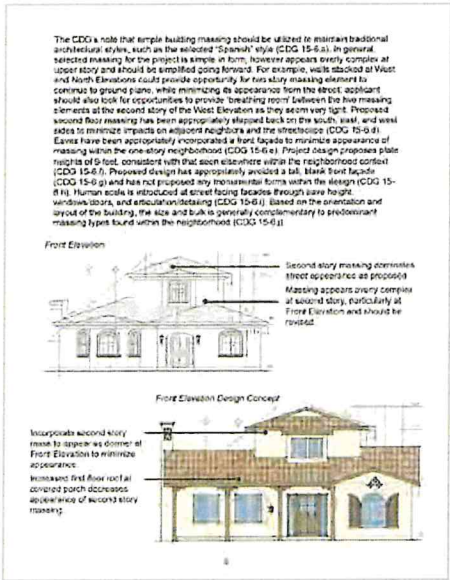 The CDG's note that simple building massing should be utilized to maintain traditional
architectural styles, such as the selected "Spanish" style (CDG 15-6.a). In general,
selected massing for the project is simple in form, however appears overly complex at
upper story and should be simplified going forward. For example, walls stacked at West
and North Elevations could provide opportunity for two story massing element to
continue to ground plane, while minimizing its appearance from the street; applicant
should also look for opportunities to provide 'breathing room' between the two massing
elements at the second story of the West Elevation as they seem very tight. Proposed
second floor massing has been appropriately stepped back on the south, east, and west
sides to minimize impacts on adjacent neighbors and the streetscape (CDG 15-6.d).
Eaves have been appropriately incorporated a front façade to minimize appearance of
massing within the one-story neighborhood (CDG 15-6.e). Project design proposes plate
heights of 9 feet, consistent with that seen elsewhere within the neighborhood context
(CDG 15-6.f). Proposed design has appropriately avoided a tall, blank front façade
(CDG 15-6.g) and has not proposed any monumental forms within the design (CDG 15-
6.h). Human scale is introduced at street facing facades through eave height,
windows/doors, and articulation/detailing (CDG 15-6.i). Based on the orientation and
layout of the building, the size and bulk is generally complementary to predominant
massing types found within the neighborhood (CDG 15-6.j)
Front Elevation
Second story massing dominates
street appearance as proposed
Massing appears overly complex
at second story, particularly at
Front Elevation and should be
revised
Front Elevation Design Concept
Incorporate second story
mass to appear as dormer at
Front Elevation to minimize
appearance.
Increased first floor roof at
covered porch decreases
appearance of second story
massing